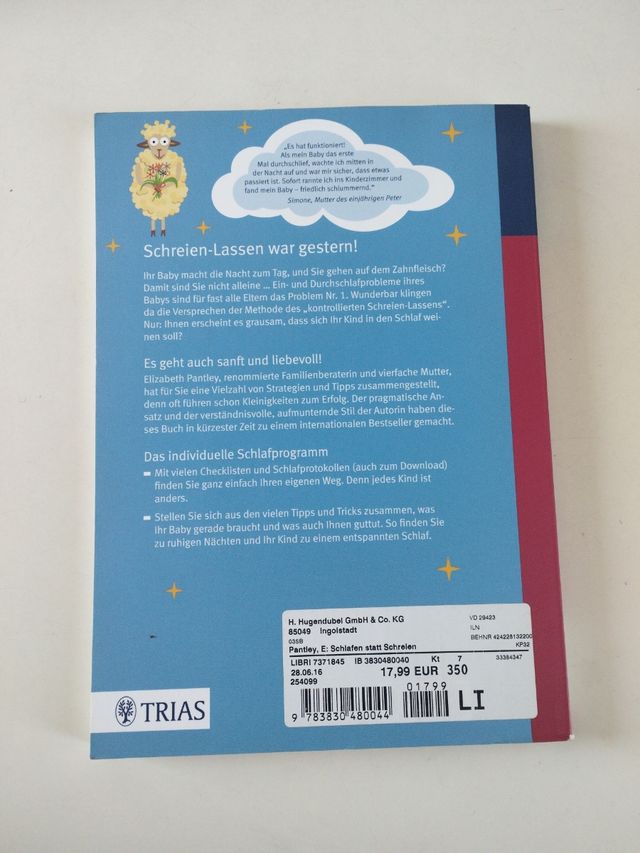 „Es hat funktioniert!
Als mein Baby das erste
Mal durchschlief, wachte ich mitten in
der Nacht auf und war mir sicher, dass etwas
passiert ist. Sofort rannte ich ins Kinderzimmer und
fand mein Baby – friedlich schlummernd.“
Simone, Mutter des einjährigen Peter
Schreien-Lassen war gestern!
Ihr Baby macht die Nacht zum Tag, und Sie gehen auf dem Zahnfleisch?
Damit sind Sie nicht alleine ... Ein- und Durchschlafprobleme ihres
Babys sind für fast alle Eltern das Problem Nr. 1. Wunderbar klingen
da die Versprechen der Methode des „kontrollierten Schreien-Lassens“.
Nur: Ihnen erscheint es grausam, dass sich Ihr Kind in den Schlaf wei-
nen soll?
Es geht auch sanft und liebevoll!
Elizabeth Pantley, renommierte Familienberaterin und vierfache Mutter,
hat für Sie eine Vielzahl von Strategien und Tipps zusammengestellt,
denn oft führen schon Kleinigkeiten zum Erfolg. Der pragmatische An-
satz und der verständnisvolle, aufmunternde Stil der Autorin haben die-
ses Buch in kürzester Zeit zu einem internationalen Bestseller gemacht.
Das individuelle Schlafprogramm
Mit vielen Checklisten und Schlafprotokollen (auch zum Download)
finden Sie ganz einfach Ihren eigenen Weg. Denn jedes Kind ist
anders.
Stellen Sie sich aus den vielen Tipps und Tricks zusammen, was
Ihr Baby gerade braucht und was auch Ihnen guttut. So finden Sie
zu ruhigen Nächten und Ihr Kind zu einem entspannten Schlaf.
TRIAS
H. Hugendubel GmbH & Co. KG VD 29423
85049 Ingolstadt ILN
035B BEHNR 424228132200
Pantley, E: Schlafen statt Schreien KP32
LIBRI 7371845 IB 3830480040 Kt 7 33384347
28.06.16 17,99 EUR 350
254099 01799
9 783830 480044 LI